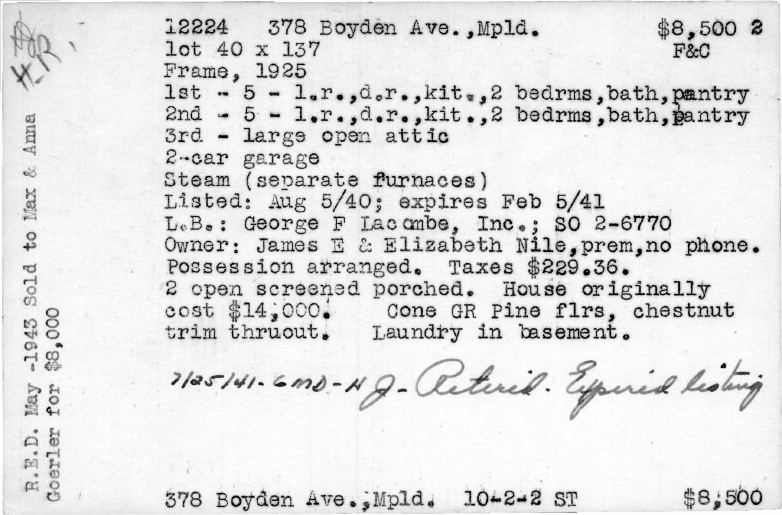 12224 378 Boyden Ave.,Mpld. $8,500 2
lot 40 x 137 F&C
Frame, 1925
1st - 5 - l.r.,d.r.,kit.,2 bedrms,bath,pantry
2nd - 5 - l.r.,d.r.,kit.,2 bedrms,bath,pantry
3rd - large open attic
2-car garage
Steam (separate furnaces)
Listed: Aug 5/40; expires Feb 5/41
L.B.: George F Lacombe, Inc.; SO 2-6770
Owner: James E & Elizabeth Nile,prem,no phone.
Possession arranged. Taxes $229.36.
2 open screened porched. House originally
cost $14,000. Conc GR Pine flrs, chestnut
trim thruout. Laundry in basement.
7/25/41- - Expired listing
378 Boyden Ave.,Mpld. 10-2-2 ST $8,500
R.E.D. May -1943 Sold to Max & Anna
Goerler for $8,000